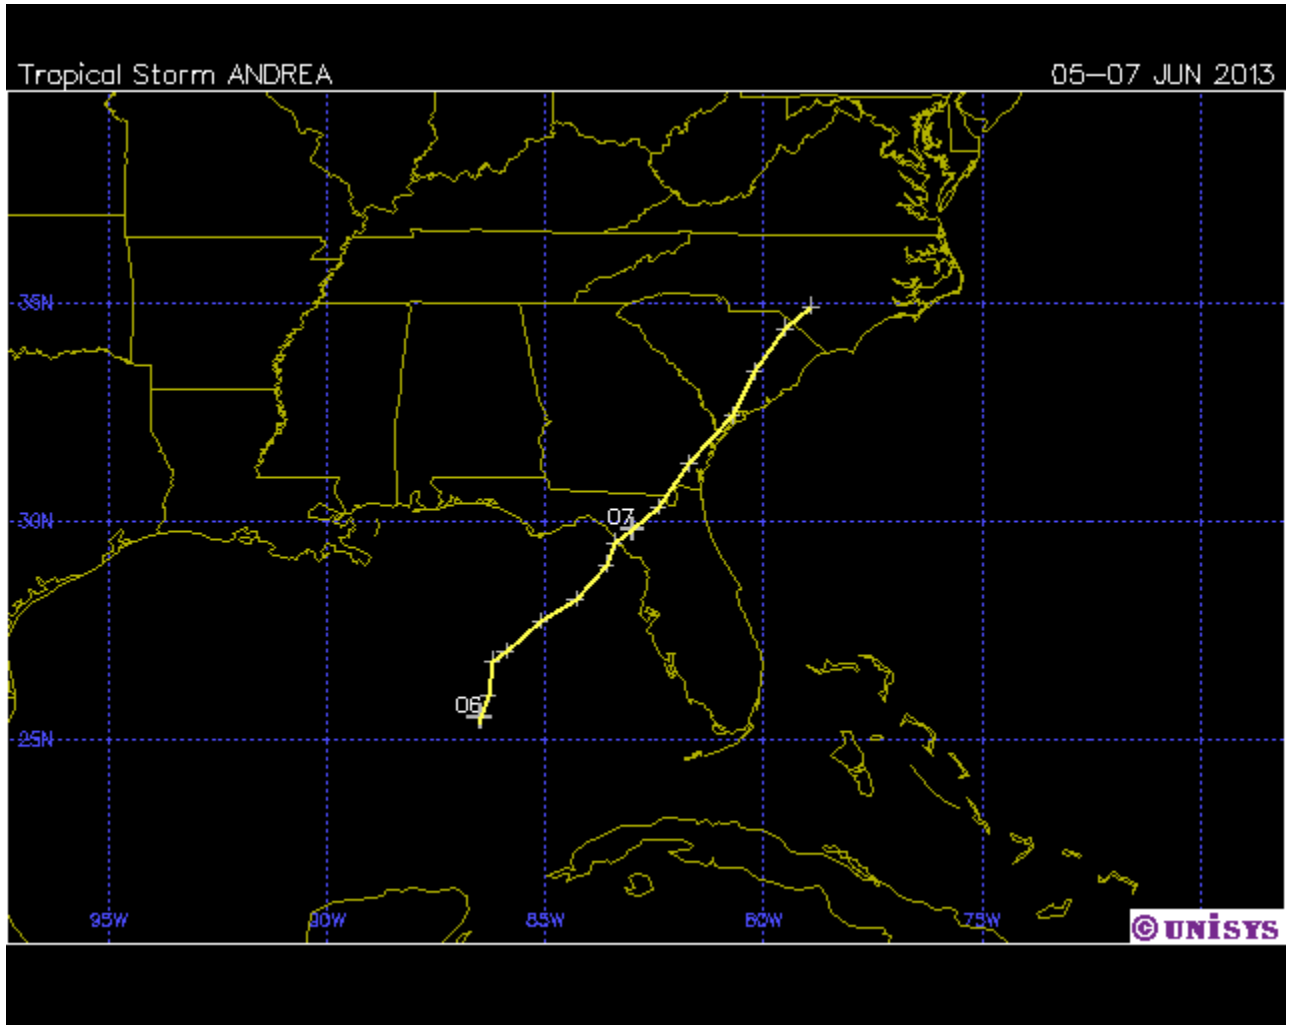 Tropical Storm ANDREA
05-07 JUN 2013
35N
07
30N
06
25N
95W
90W
85W
80W
75W
© UNISYS